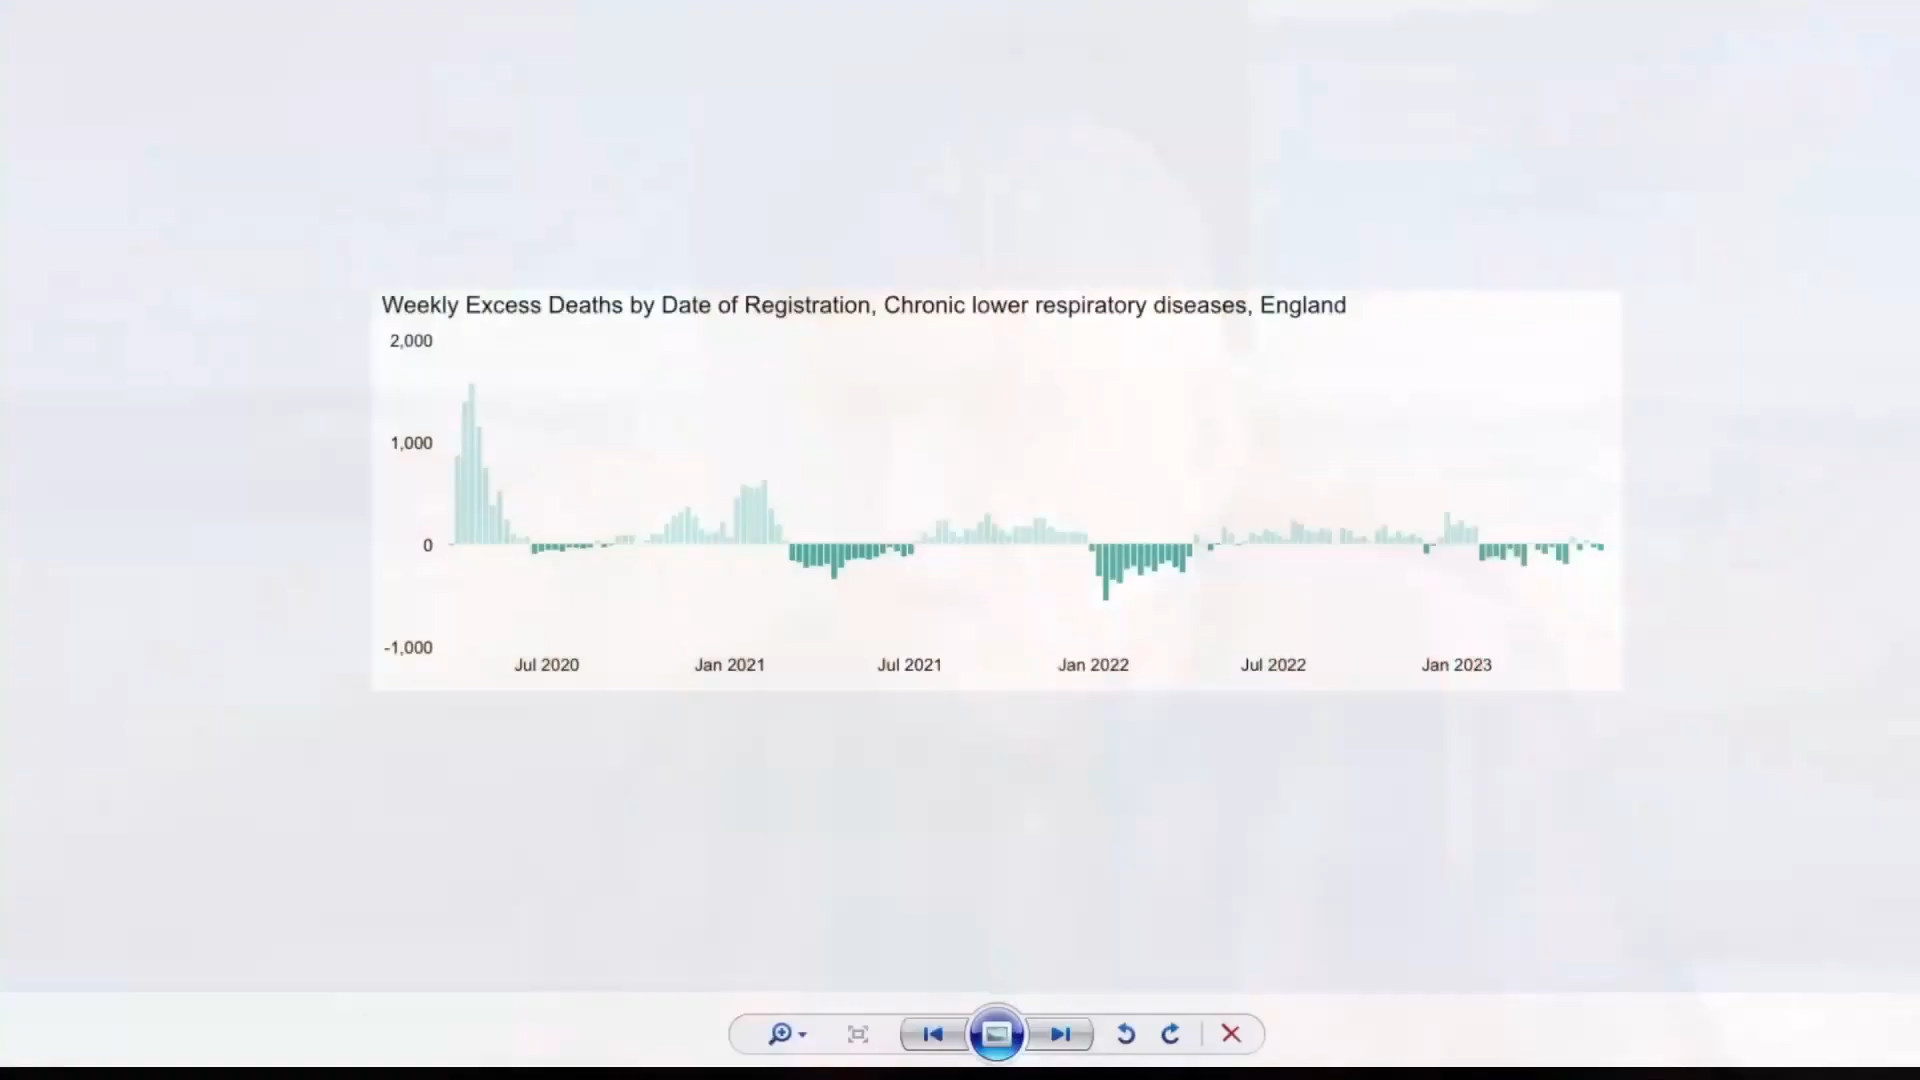 Weekly Excess Deaths by Date of Registration, Chronic lower respiratory diseases, England
2,000
1,000
0
-1,000
Jul 2020 Jan 2021 Jul 2021 Jan 2022 Jul 2022 Jan 2023